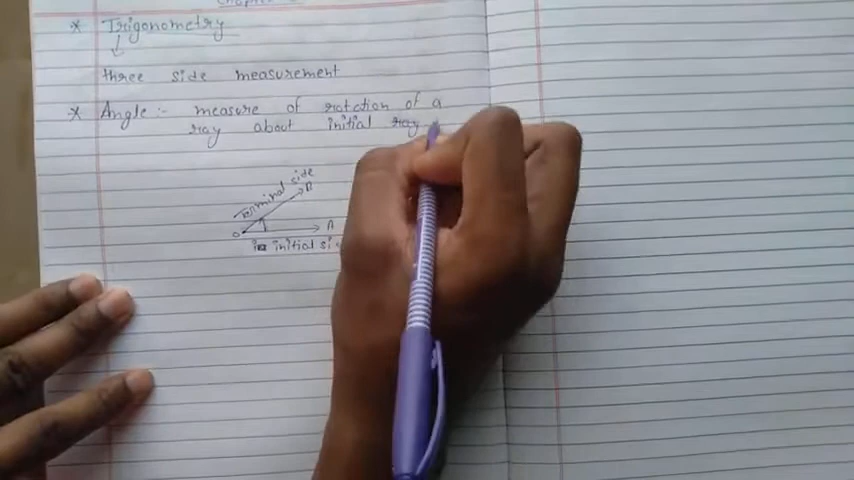 * Trigonometry
three side measurement
* Angle :- measure of rotation of a
ray about initial ray
Terminal side
B
O
A
initial si